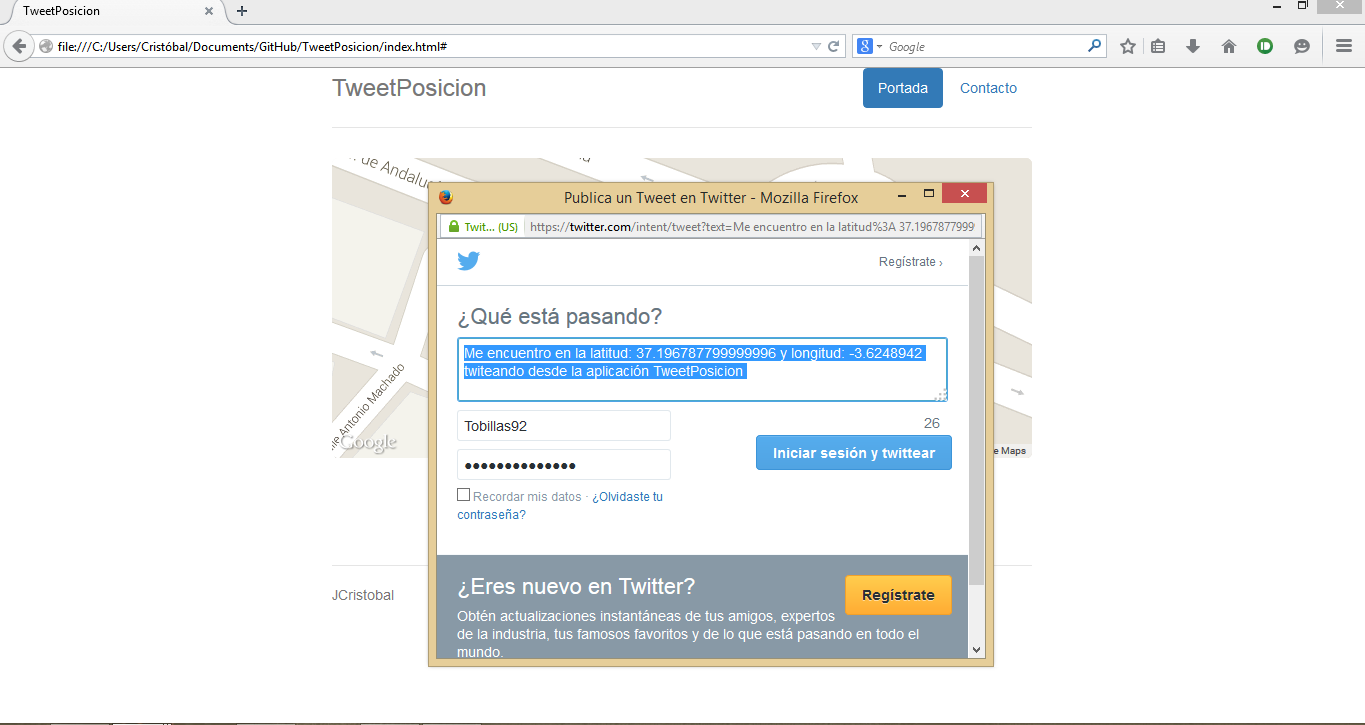 TweetPosicion
file:///C:/Users/Cristóbal/Documents/GitHub/TweetPosicion/index.html#
Google
TweetPosicion
Portada
Contacto
de Andaluc
Publica un Tweet en Twitter - Mozilla Firefox
Twit... (US)
https://twitter.com/intent/tweet?text=Me encuentro en la latitud%3A 37.1967877999
Regístrate ›
¿Qué está pasando?
Me encuentro en la latitud: 37.196787799999996 y longitud: -3.6248942
twiteando desde la aplicación TweetPosicion
Tobillas92
26
••••••••••••••
Iniciar sesión y twittear
Recordar mis datos · ¿Olvidaste tu
contraseña?
Antonio Machado
Google
e Maps
¿Eres nuevo en Twitter?
Regístrate
Obtén actualizaciones instantáneas de tus amigos, expertos
de la industria, tus famosos favoritos y de lo que está pasando en todo el
mundo.
JCristobal